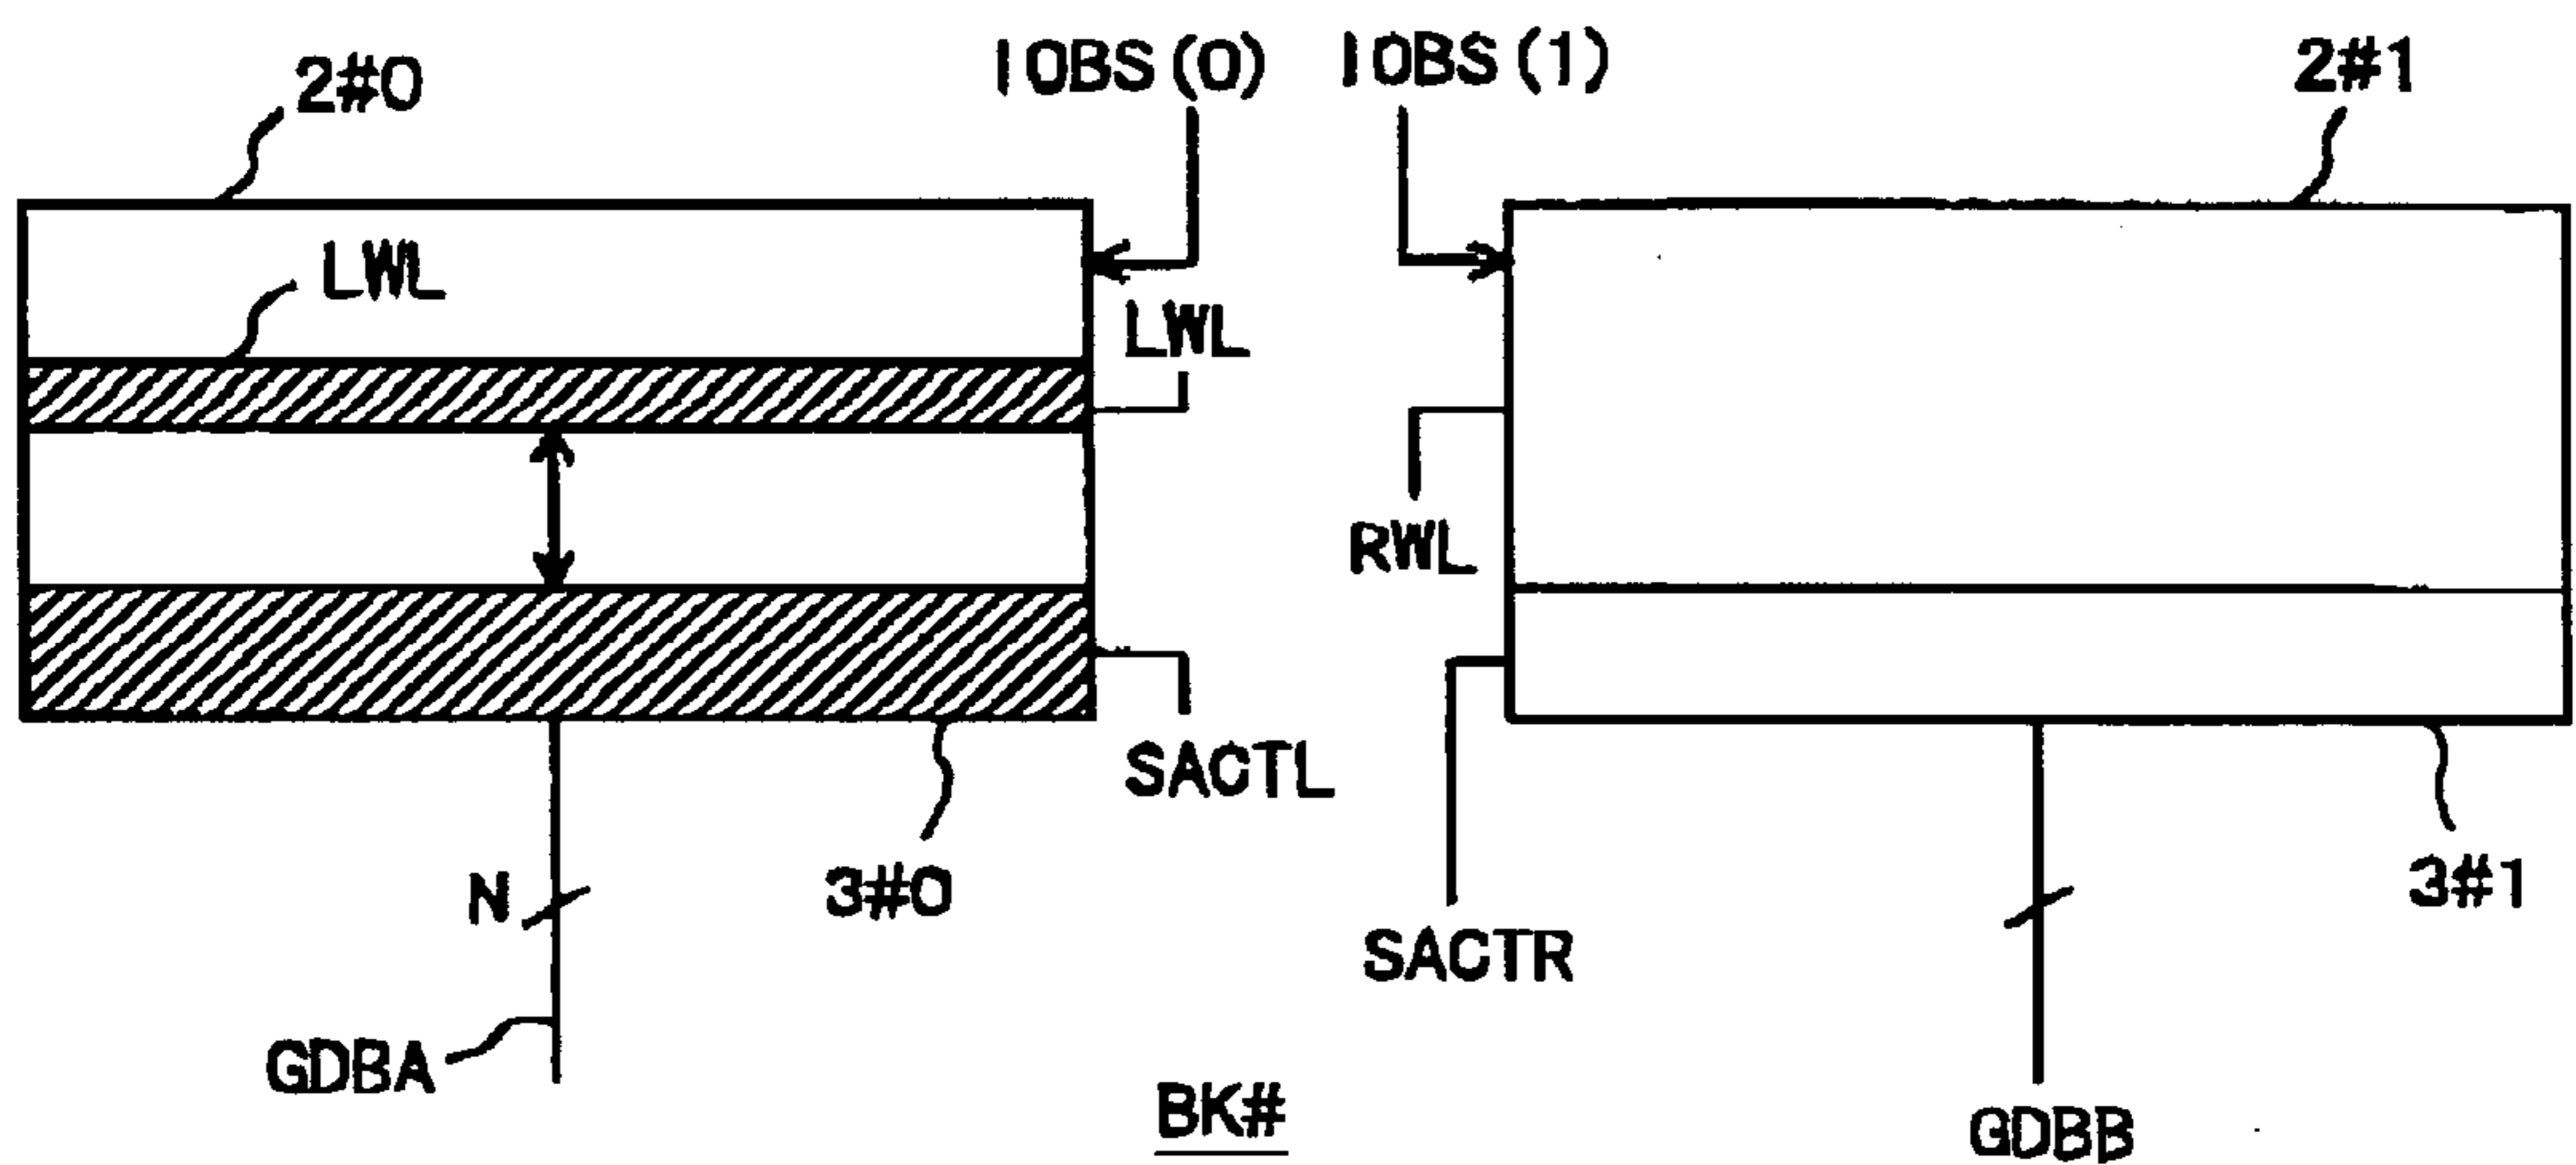 2#0
IOBS(0)
IOBS(1)
2#1
LWL
LWL
RWL
SACTL
SACTR
N
3#0
3#1
GDBA
BK#
GDBB